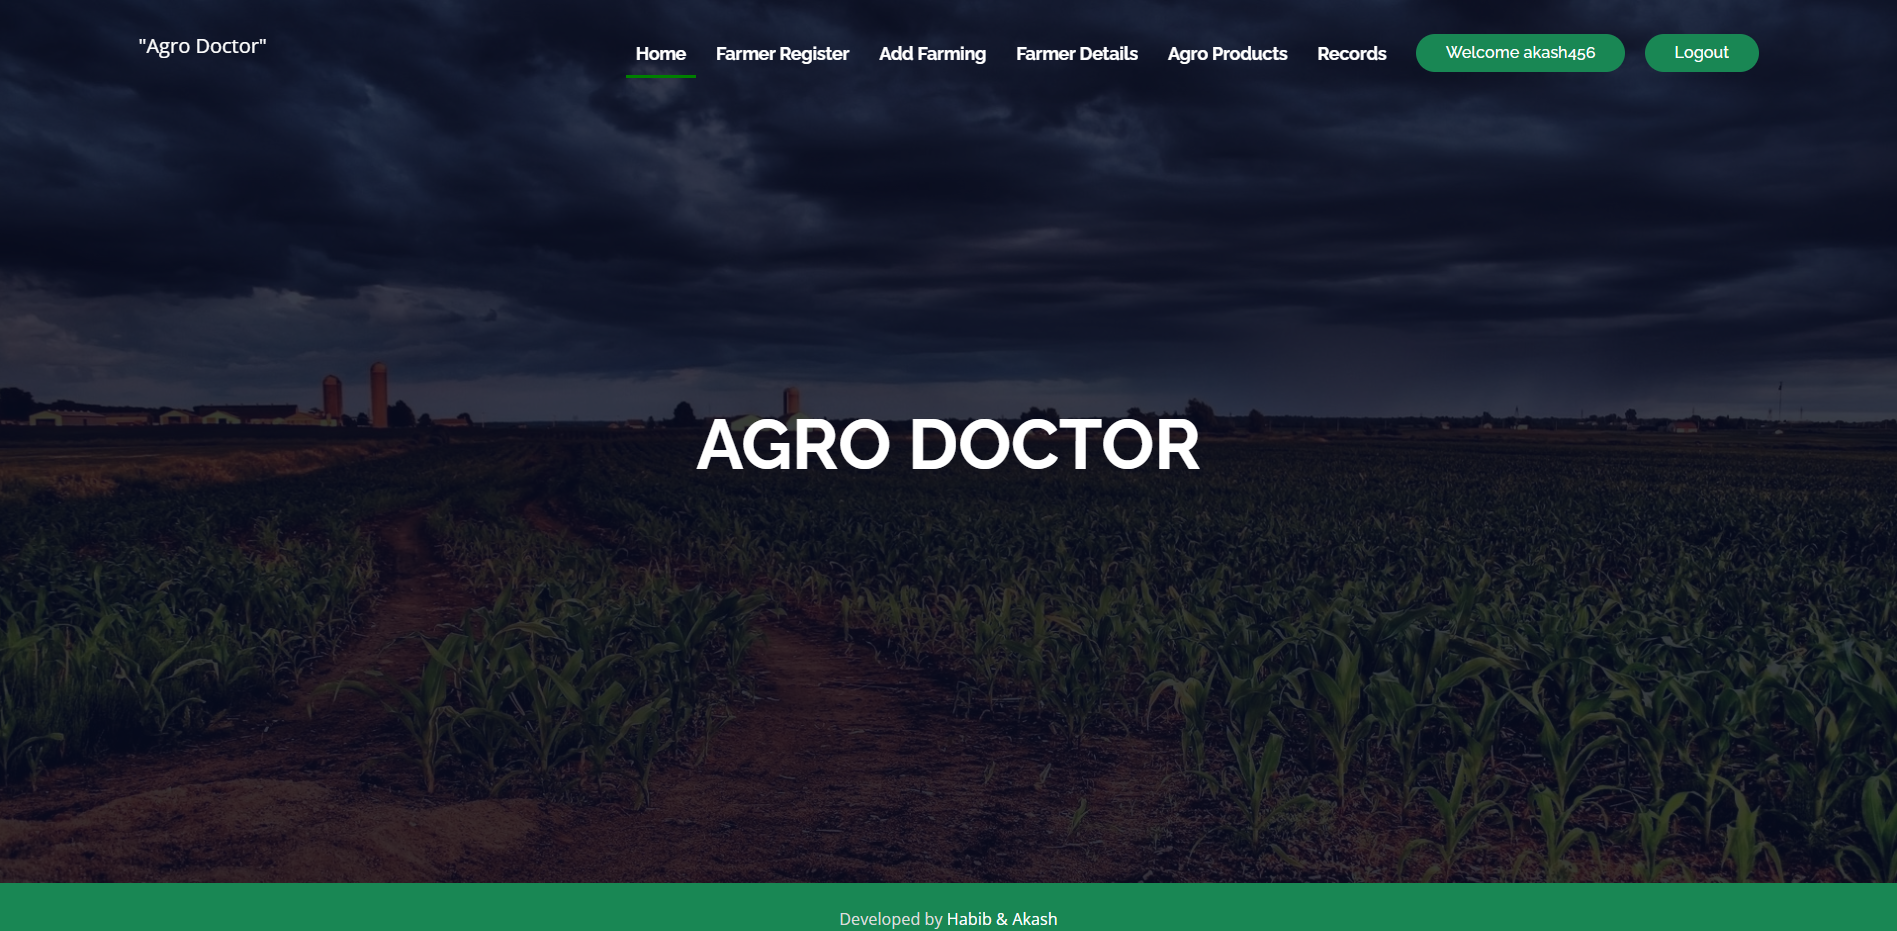 "Agro Doctor"
Home Farmer Register Add Farming Farmer Details Agro Products Records Welcome akash456 Logout
AGRO DOCTOR
Developed by Habib & Akash